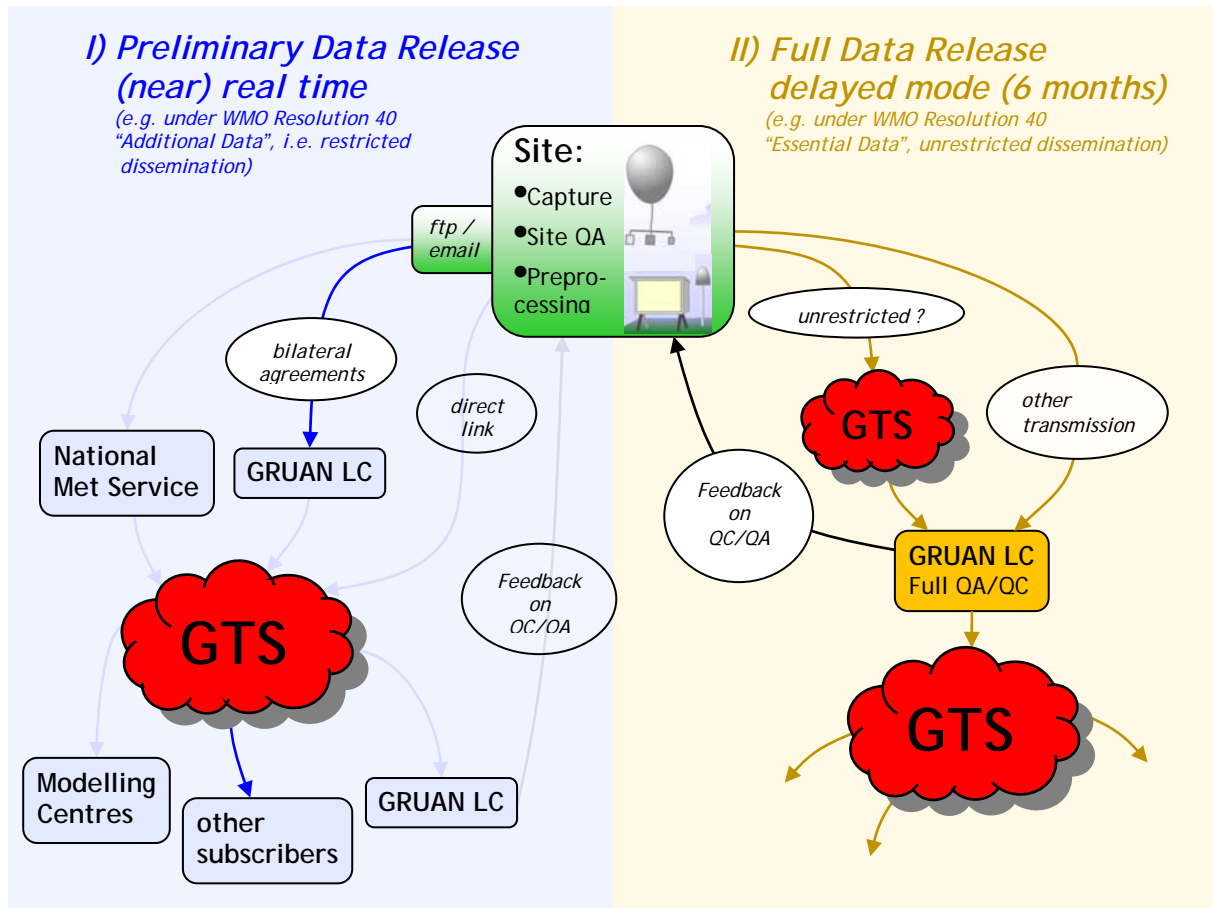 I) Preliminary Data Release
(near) real time
(e.g. under WMO Resolution 40
“Additional Data”, i.e. restricted
dissemination)
II) Full Data Release
delayed mode (6 months)
(e.g. under WMO Resolution 40
“Essential Data”, unrestricted dissemination)
Site:
•Capture
•Site QA
•Prepro-
cessing
ftp /
email
bilateral
agreements
direct
link
unrestricted ?
other
transmission
GTS
National
Met Service
GRUAN LC
Feedback
on
QC/QA
GRUAN LC
Full QA/QC
Feedback
on
QC/QA
GTS
GTS
Modelling
Centres
other
subscribers
GRUAN LC